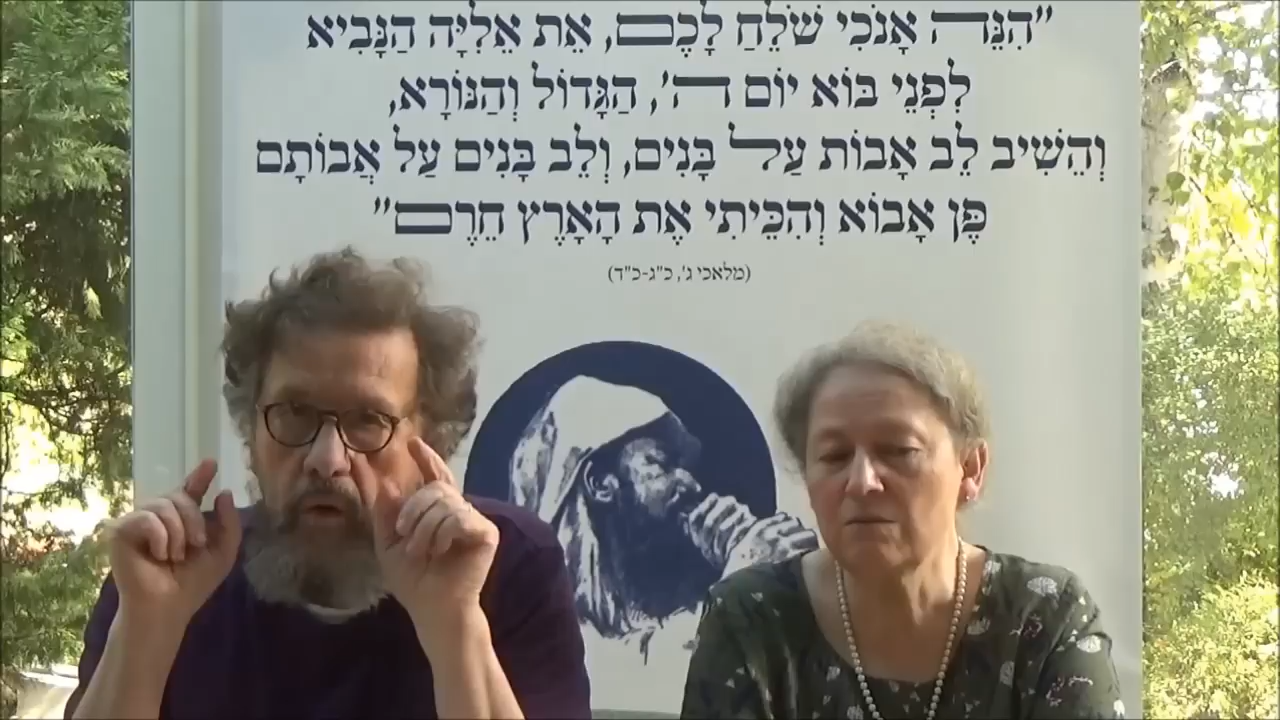 "הִנֵּה אָנֹכִי שֹׁלֵחַ לָכֶם, אֵת אֵלִיָּה הַנָּבִיא
לִפְנֵי בּוֹא יוֹם ה', הַגָּדוֹל וְהַנּוֹרָא,
וְהֵשִׁיב לֵב אָבוֹת עַל בָּנִים, וְלֵב בָּנִים עַל אֲבוֹתָם
פֶּן אָבוֹא וְהִכֵּיתִי אֶת הָאָרֶץ חֵרֶם"
(מלאכי ג', כ"ג-כ"ד)